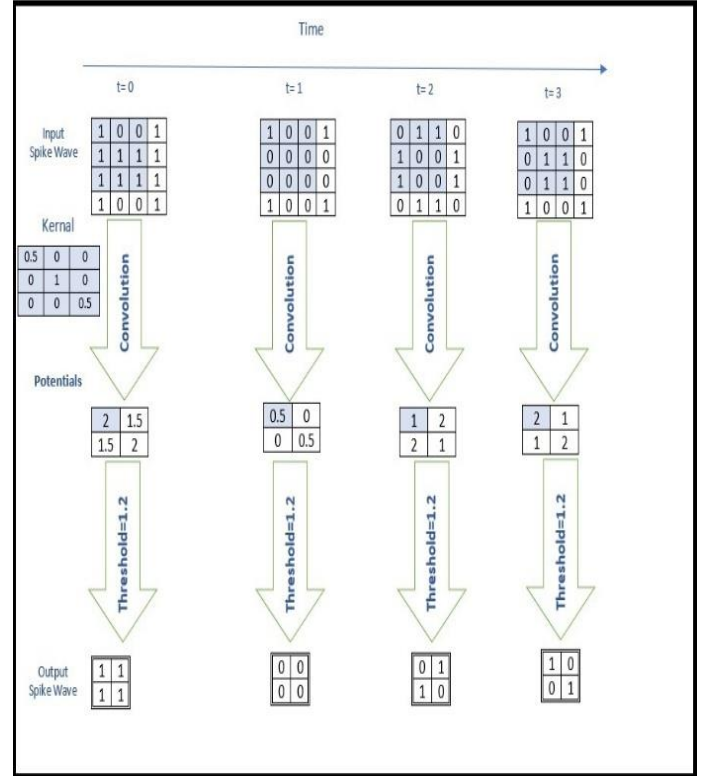 Time
t= 0 t= 1 t= 2 t= 3
Input
Spike Wave
1 0 0 1 1 0 0 1 0 1 1 0 1 0 0 1
1 1 1 1 0 0 0 0 1 0 0 1 0 1 1 0
1 1 1 1 0 0 0 0 1 0 0 1 0 1 1 0
1 0 0 1 1 0 0 1 0 1 1 0 1 0 0 1
Kernal
0.5 0 0
0 1 0
0 0 0.5
Convolution Convolution Convolution Convolution
Potentials
2 1.5 0.5 0 1 2 2 1
1.5 2 0 0.5 2 1 1 2
Threshold=1.2 Threshold=1.2 Threshold=1.2 Threshold=1.2
Output
Spike Wave
1 1 0 0 0 1 1 0
1 1 0 0 1 0 0 1